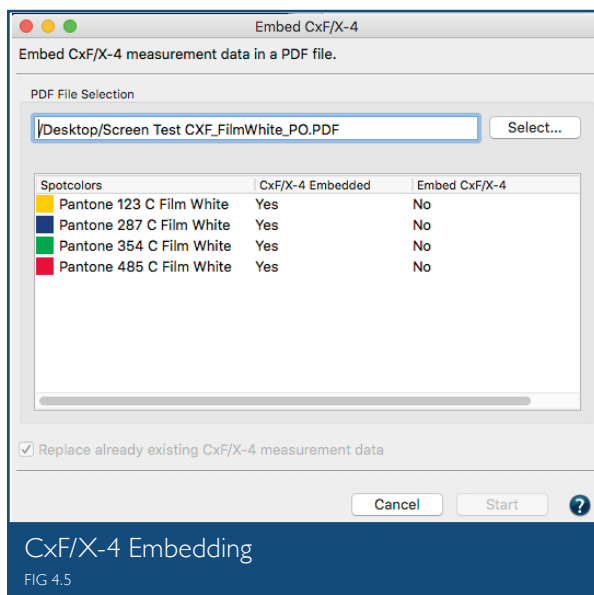 Embed CxF/X-4
Embed CxF/X-4 measurement data in a PDF file.
PDF File Selection
/Desktop/Screen Test CXF_FilmWhite_PO.PDF
Select...
Spotcolors CxF/X-4 Embedded Embed CxF/X-4
Pantone 123 C Film White Yes No
Pantone 287 C Film White Yes No
Pantone 354 C Film White Yes No
Pantone 485 C Film White Yes No
Replace already existing CxF/X-4 measurement data
Cancel Start ?
CxF/X-4 Embedding
FIG 4.5